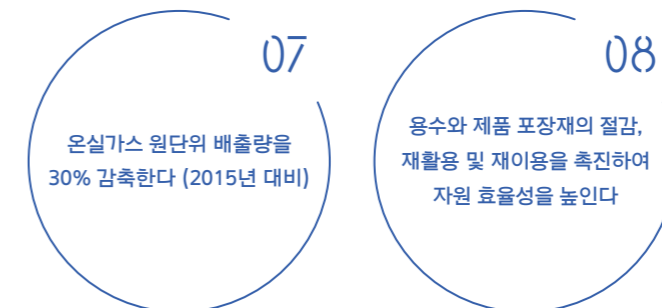 07
온실가스 원단위 배출량을
30% 감축한다 (2015년 대비)
08
용수와 제품 포장재의 절감,
재활용 및 재이용을 촉진하여
자원 효율성을 높인다